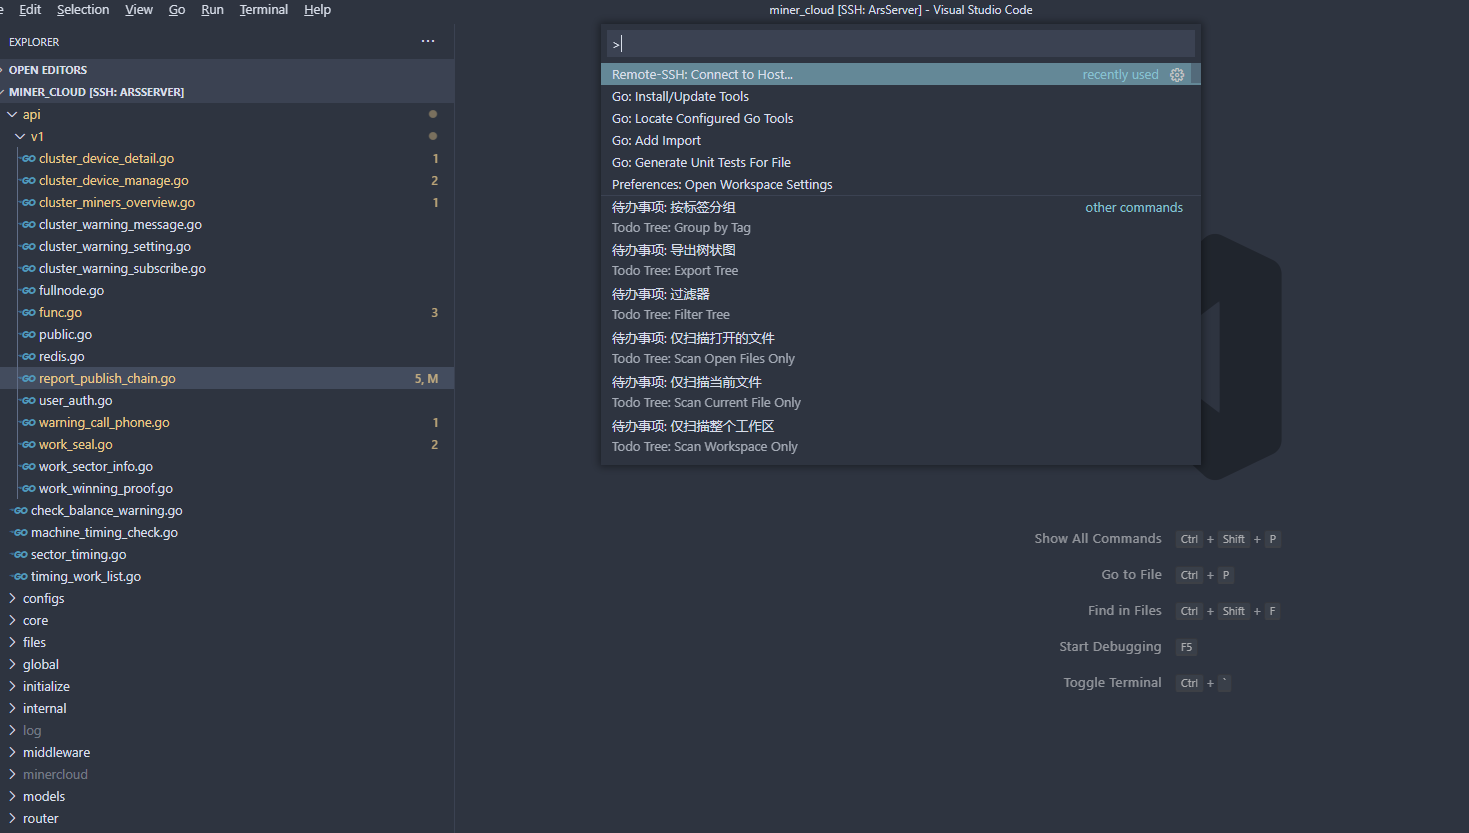 Edit Selection View Go Run Terminal Help
miner_cloud [SSH: ArsServer] - Visual Studio Code
EXPLORER
OPEN EDITORS
MINER_CLOUD [SSH: ARSSERVER]
api
v1
cluster_device_detail.go 1
cluster_device_manage.go 2
cluster_miners_overview.go 1
cluster_warning_message.go
cluster_warning_setting.go
cluster_warning_subscribe.go
fullnode.go
func.go 3
public.go
redis.go
report_publish_chain.go 5, M
user_auth.go
warning_call_phone.go 1
work_seal.go 2
work_sector_info.go
work_winning_proof.go
check_balance_warning.go
machine_timing_check.go
sector_timing.go
timing_work_list.go
configs
core
files
global
initialize
internal
log
middleware
minercloud
models
router
>
Remote-SSH: Connect to Host... recently used
Go: Install/Update Tools
Go: Locate Configured Go Tools
Go: Add Import
Go: Generate Unit Tests For File
Preferences: Open Workspace Settings
待办事项: 按标签分组 other commands
Todo Tree: Group by Tag
待办事项: 导出树状图
Todo Tree: Export Tree
待办事项: 过滤器
Todo Tree: Filter Tree
待办事项: 仅扫描打开的文件
Todo Tree: Scan Open Files Only
待办事项: 仅扫描当前文件
Todo Tree: Scan Current File Only
待办事项: 仅扫描整个工作区
Todo Tree: Scan Workspace Only
Show All Commands Ctrl + Shift + P
Go to File Ctrl + P
Find in Files Ctrl + Shift + F
Start Debugging F5
Toggle Terminal Ctrl + `